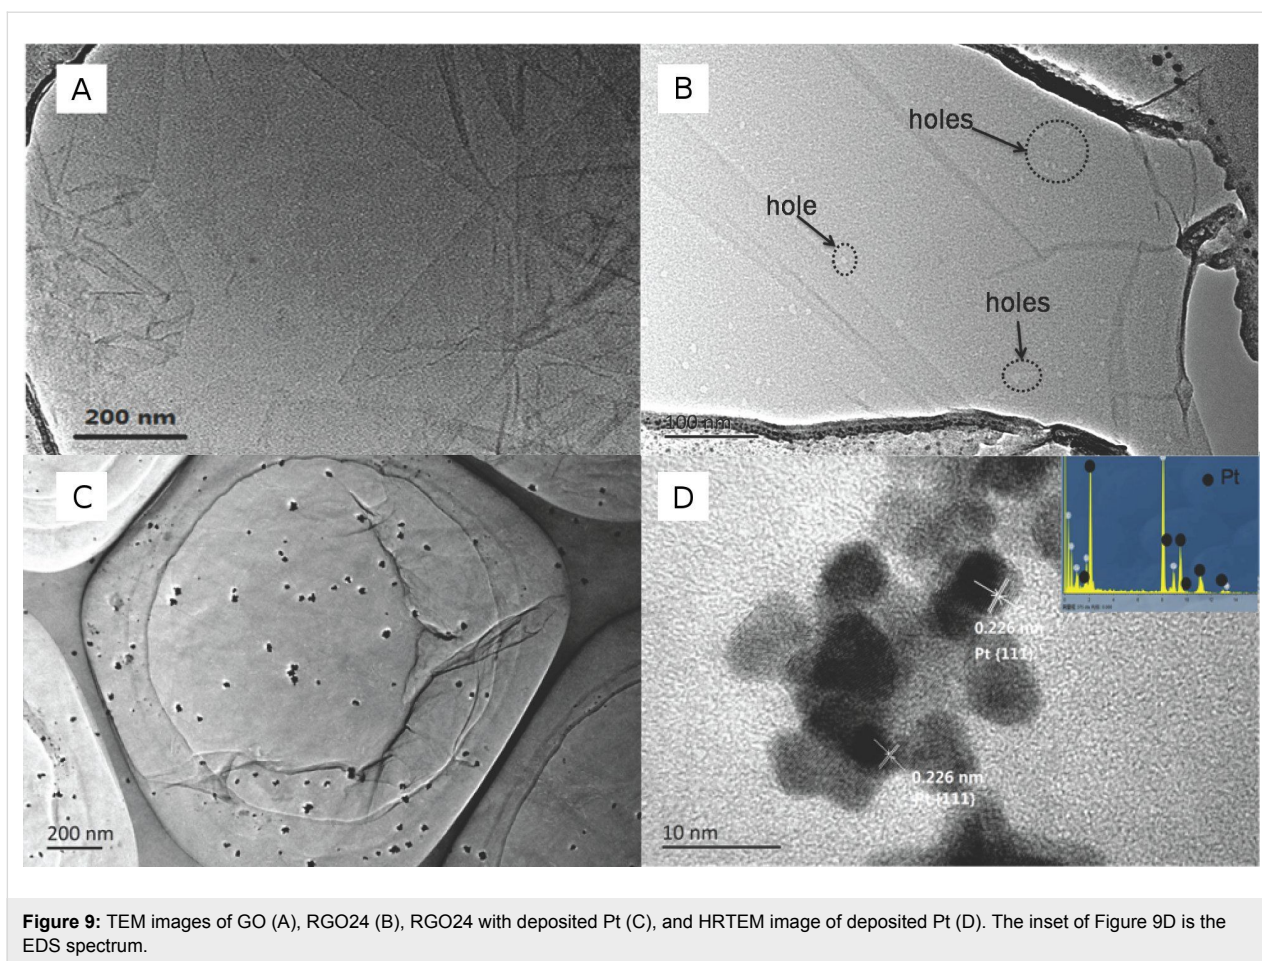 A
B
holes
hole
holes
200 nm
100 nm
C
D
Pt
0.226 nm
Pt (111)
0.226 nm
Pt (111)
200 nm
10 nm
Figure 9: TEM images of GO (A), RGO24 (B), RGO24 with deposited Pt (C), and HRTEM image of deposited Pt (D). The inset of Figure 9D is the
EDS spectrum.